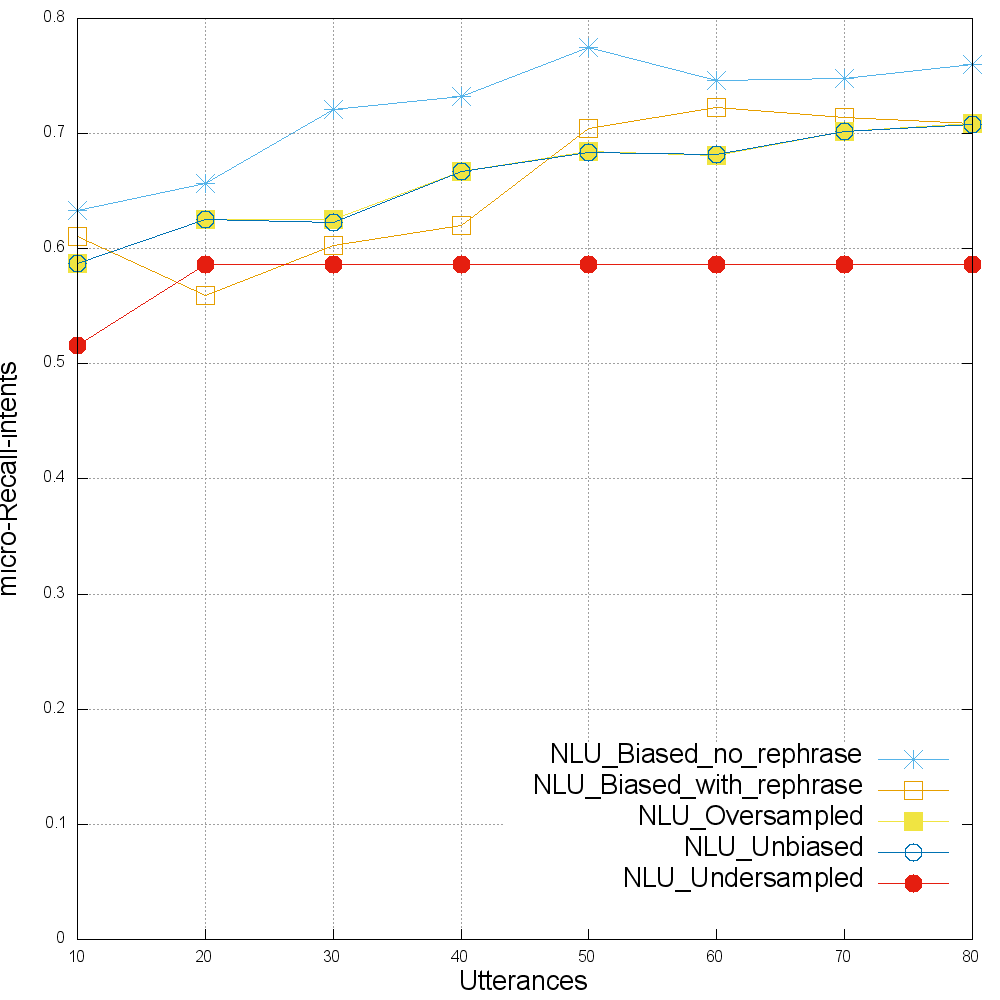 0.8
0.7
0.6
0.5
0.4
0.3
0.2
0.1
0
micro-Recall-intents
NLU_Biased_no_rephrase
NLU_Biased_with_rephrase
NLU_Oversampled
NLU_Unbiased
NLU_Undersampled
10 20 30 40 50 60 70 80
Utterances